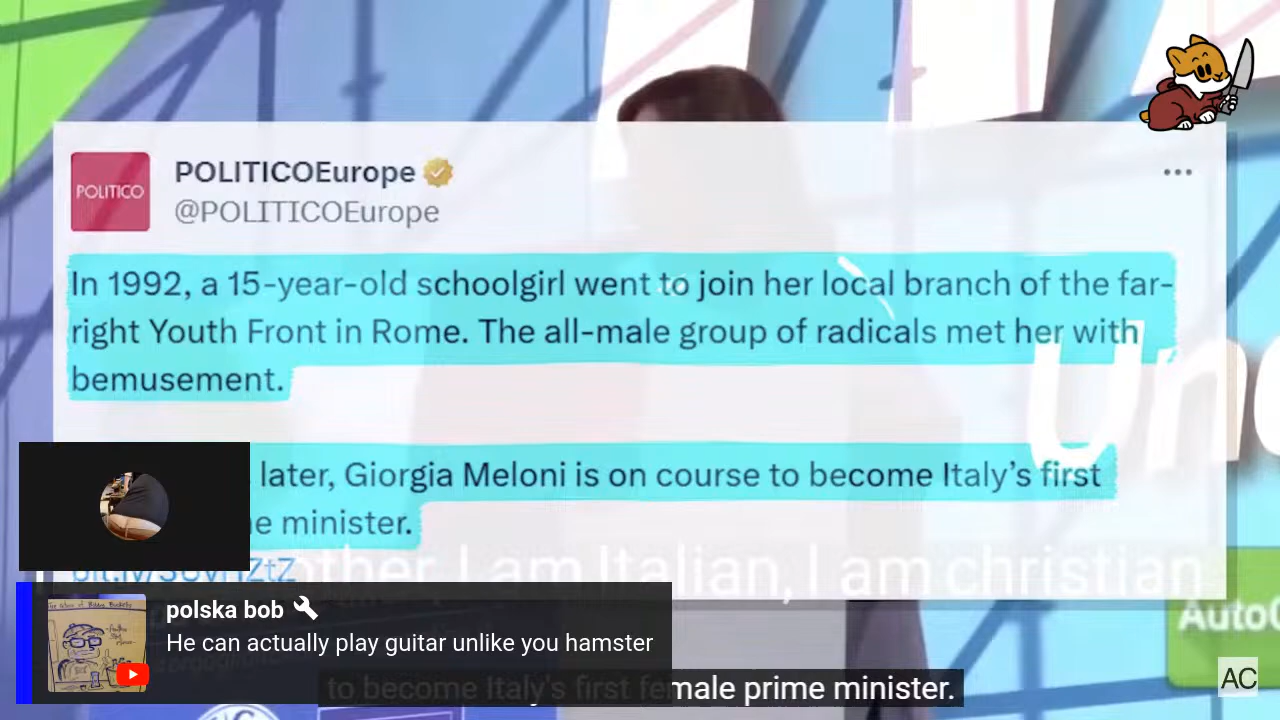 POLITICOEurope
POLITICO
@POLITICOEurope
In 1992, a 15-year-old schoolgirl went to join her local branch of the far-
right Youth Front in Rome. The all-male group of radicals met her with
bemusement.
Un
later, Giorgia Meloni is on course to become Italy's first
minister.
other, I am Italian, I am christian
AutoC
polska bob
He can actually play guitar unlike you hamster
to become Italy's first female prime minister.
AC